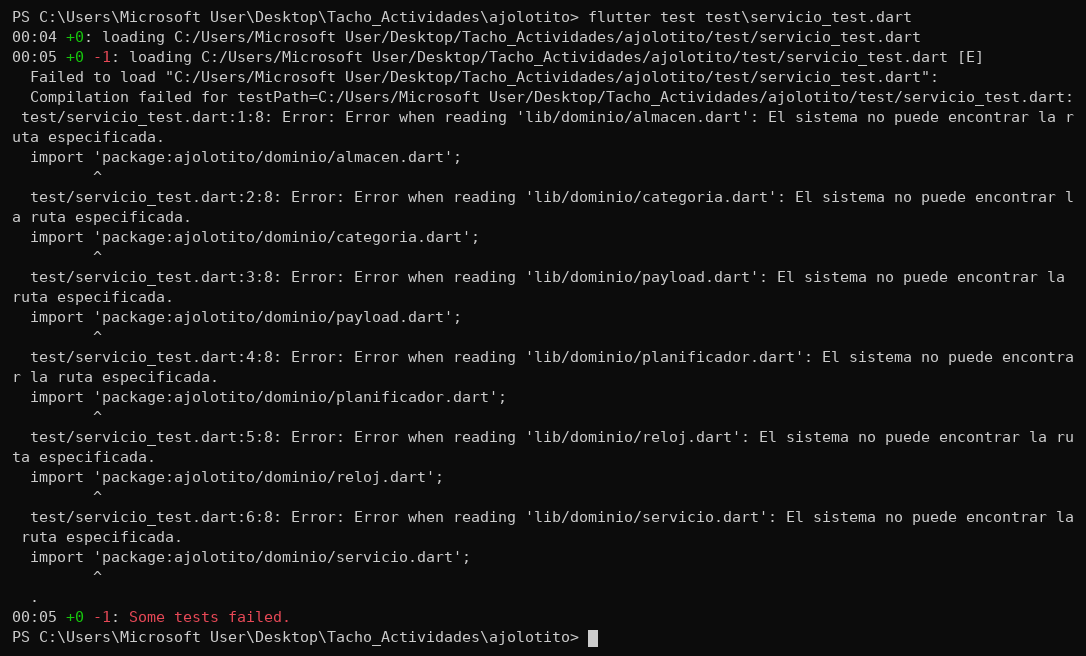 PS C:\Users\Microsoft User\Desktop\Tacho_Actividades\ajolotito> flutter test test\servicio_test.dart
00:04 +0: loading C:/Users/Microsoft User/Desktop/Tacho_Actividades/ajolotito/test/servicio_test.dart
00:05 +0 -1: loading C:/Users/Microsoft User/Desktop/Tacho_Actividades/ajolotito/test/servicio_test.dart [E]
  Failed to load "C:/Users/Microsoft User/Desktop/Tacho_Actividades/ajolotito/test/servicio_test.dart":
  Compilation failed for testPath=C:/Users/Microsoft User/Desktop/Tacho_Actividades/ajolotito/test/servicio_test.dart:
 test/servicio_test.dart:1:8: Error: Error when reading 'lib/dominio/almacen.dart': El sistema no puede encontrar la r
uta especificada.
  import 'package:ajolotito/dominio/almacen.dart';
         ^
  test/servicio_test.dart:2:8: Error: Error when reading 'lib/dominio/categoria.dart': El sistema no puede encontrar l
a ruta especificada.
  import 'package:ajolotito/dominio/categoria.dart';
         ^
  test/servicio_test.dart:3:8: Error: Error when reading 'lib/dominio/payload.dart': El sistema no puede encontrar la
ruta especificada.
  import 'package:ajolotito/dominio/payload.dart';
         ^
  test/servicio_test.dart:4:8: Error: Error when reading 'lib/dominio/planificador.dart': El sistema no puede encontra
r la ruta especificada.
  import 'package:ajolotito/dominio/planificador.dart';
         ^
  test/servicio_test.dart:5:8: Error: Error when reading 'lib/dominio/reloj.dart': El sistema no puede encontrar la ru
ta especificada.
  import 'package:ajolotito/dominio/reloj.dart';
         ^
  test/servicio_test.dart:6:8: Error: Error when reading 'lib/dominio/servicio.dart': El sistema no puede encontrar la
 ruta especificada.
  import 'package:ajolotito/dominio/servicio.dart';
         ^
  .
00:05 +0 -1: Some tests failed.
PS C:\Users\Microsoft User\Desktop\Tacho_Actividades\ajolotito>